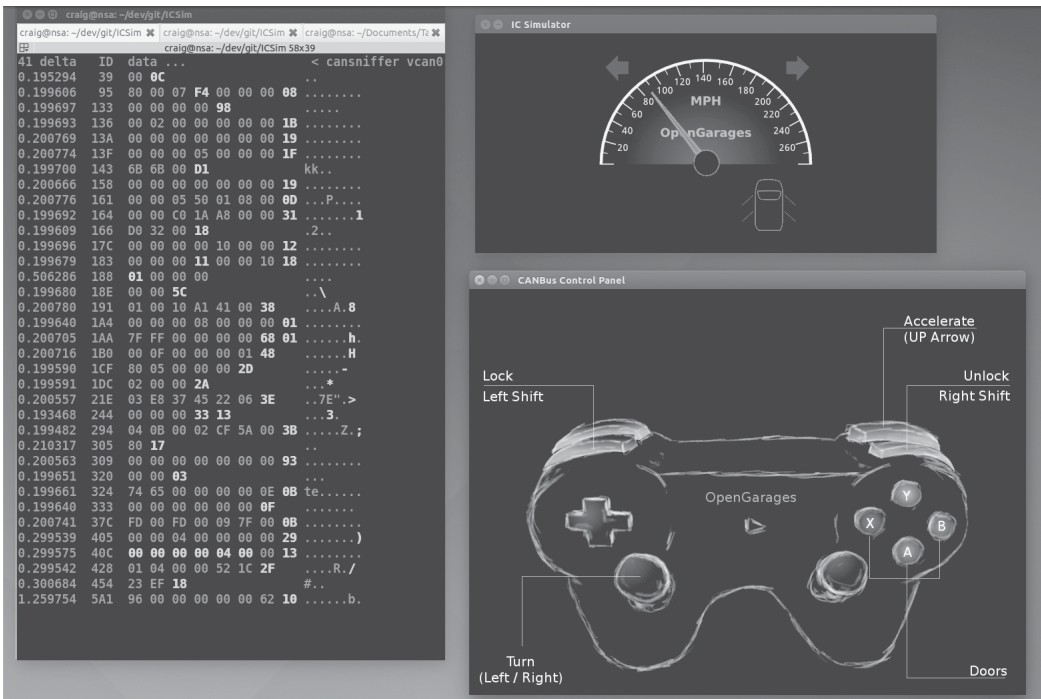 craig@nsa: ~/dev/git/ICSim
craig@nsa: ~/dev/git/ICSim ✖ craig@nsa: ~/dev/git/ICSim ✖ craig@nsa: ~/Documents/Ta ✖
craig@nsa: ~/dev/git/ICSim 58x39
41 delta ID data ... < cansniffer vcan0
0.195294 39 00 0C ..
0.199606 95 80 00 07 F4 00 00 00 08 ........
0.199697 133 00 00 00 00 98 .....
0.199693 136 00 02 00 00 00 00 00 1B ........
0.200769 13A 00 00 00 00 00 00 00 19 ........
0.200774 13F 00 00 00 05 00 00 00 1F ........
0.199700 143 6B 6B 00 D1 kk..
0.200666 158 00 00 00 00 00 00 00 19 ........
0.200776 161 00 00 05 50 01 08 00 0D ...P....
0.199692 164 00 00 C0 1A A8 00 00 31 .......1
0.199609 166 D0 32 00 18 .2..
0.199696 17C 00 00 00 00 10 00 00 12 ........
0.199679 183 00 00 00 11 00 00 10 18 ........
0.506286 188 01 00 00 00 ....
0.199680 18E 00 00 5C ..\
0.200780 191 01 00 10 A1 41 00 38 ....A.8
0.199640 1A4 00 00 00 08 00 00 00 01 ........
0.200705 1AA 7F FF 00 00 00 00 68 01 ......h.
0.200716 1B0 00 0F 00 00 00 01 48 ......H
0.199590 1CF 80 05 00 00 00 2D .....-
0.199591 1DC 02 00 00 2A ...*
0.200557 21E 03 E8 37 45 22 06 3E ..7E".>
0.193468 244 00 00 00 33 13 ...3.
0.199482 294 04 0B 00 02 CF 5A 00 3B .....Z.;
0.210317 305 80 17 ..
0.200563 309 00 00 00 00 00 00 00 93 ........
0.199651 320 00 00 03 ...
0.199661 324 74 65 00 00 00 00 0E 0B te......
0.199640 333 00 00 00 00 00 00 0F .......
0.200741 37C FD 00 FD 00 09 7F 00 0B ........
0.299539 405 00 00 04 00 00 00 00 29 .......)
0.299575 40C 00 00 00 00 04 00 00 13 ........
0.299542 428 01 04 00 00 52 1C 2F ....R./
0.300684 454 23 EF 18 #..
1.259754 5A1 96 00 00 00 00 00 62 10 ......b.
IC Simulator
20 40 60 80 100 120 140 160 180 200 220 240 260
MPH
OpenGarages
CANBus Control Panel
Accelerate
(UP Arrow)
Lock
Left Shift
Unlock
Right Shift
OpenGarages
Y
X
B
A
Turn
(Left / Right)
Doors